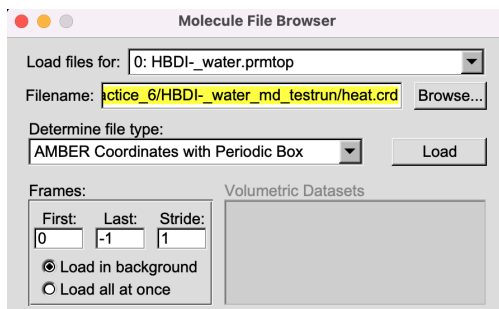 Molecule File Browser
Load files for: 0: HBDI-_water.prmtop
Filename: actice_6/HBDI-_water_md_testrun/heat.crd Browse...
Determine file type:
AMBER Coordinates with Periodic Box Load
Frames: Volumetric Datasets
First: Last: Stride:
0 -1 1
Load in background
Load all at once